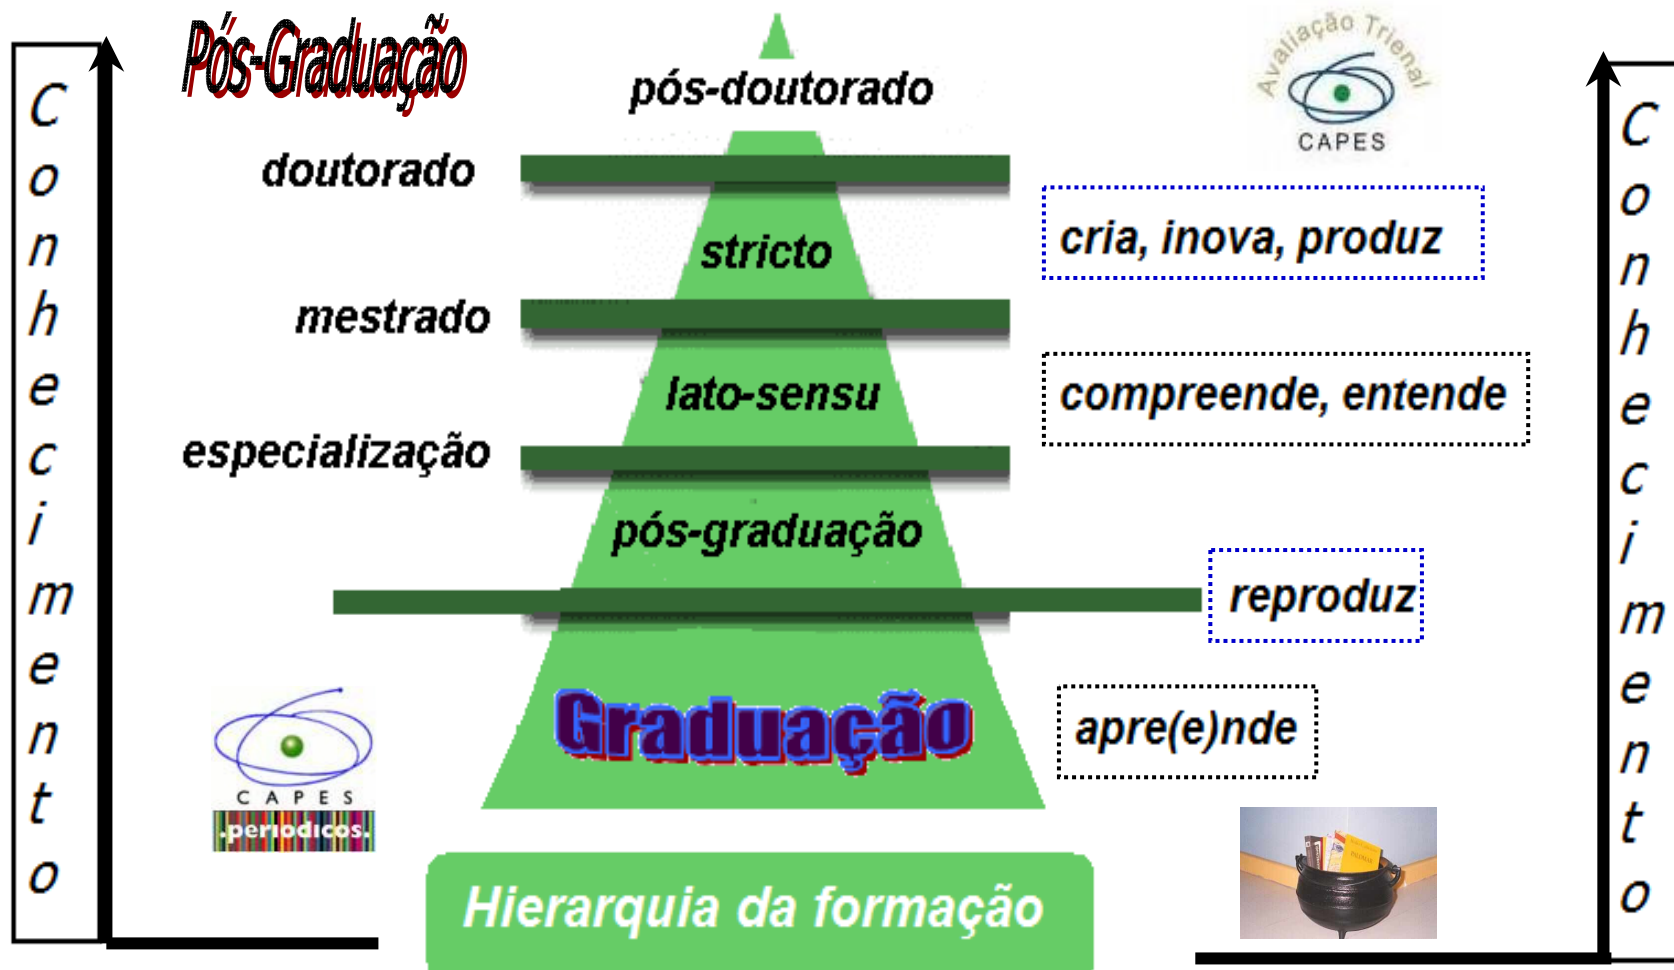 Pós-Graduação
Avaliação Trienal
CAPES
Conhecimento
pós-doutorado
doutorado
stricto
cria, inova, produz
mestrado
lato-sensu
compreende, entende
especialização
pós-graduação
reproduz
Graduação
apre(e)nde
CAPES
.periodicos.
Hierarquia da formação
Conhecimento